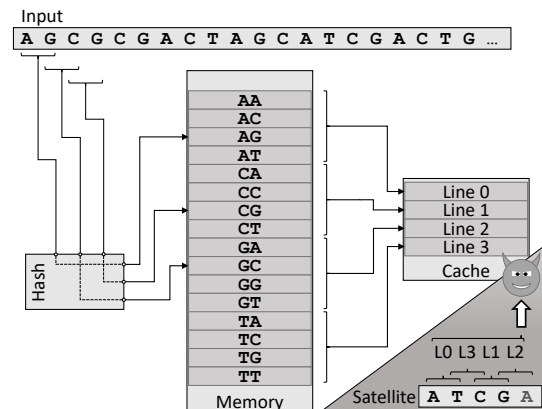 Input
A G C G C G A C T A G C A T C G A C T G ...
AA
AC
AG
AT
CA
CC
CG
CT
GA
GC
GG
GT
TA
TC
TG
TT
Memory
Hash
Line 0
Line 1
Line 2
Line 3
Cache
L0 L3 L1 L2
Satellite A T C G A